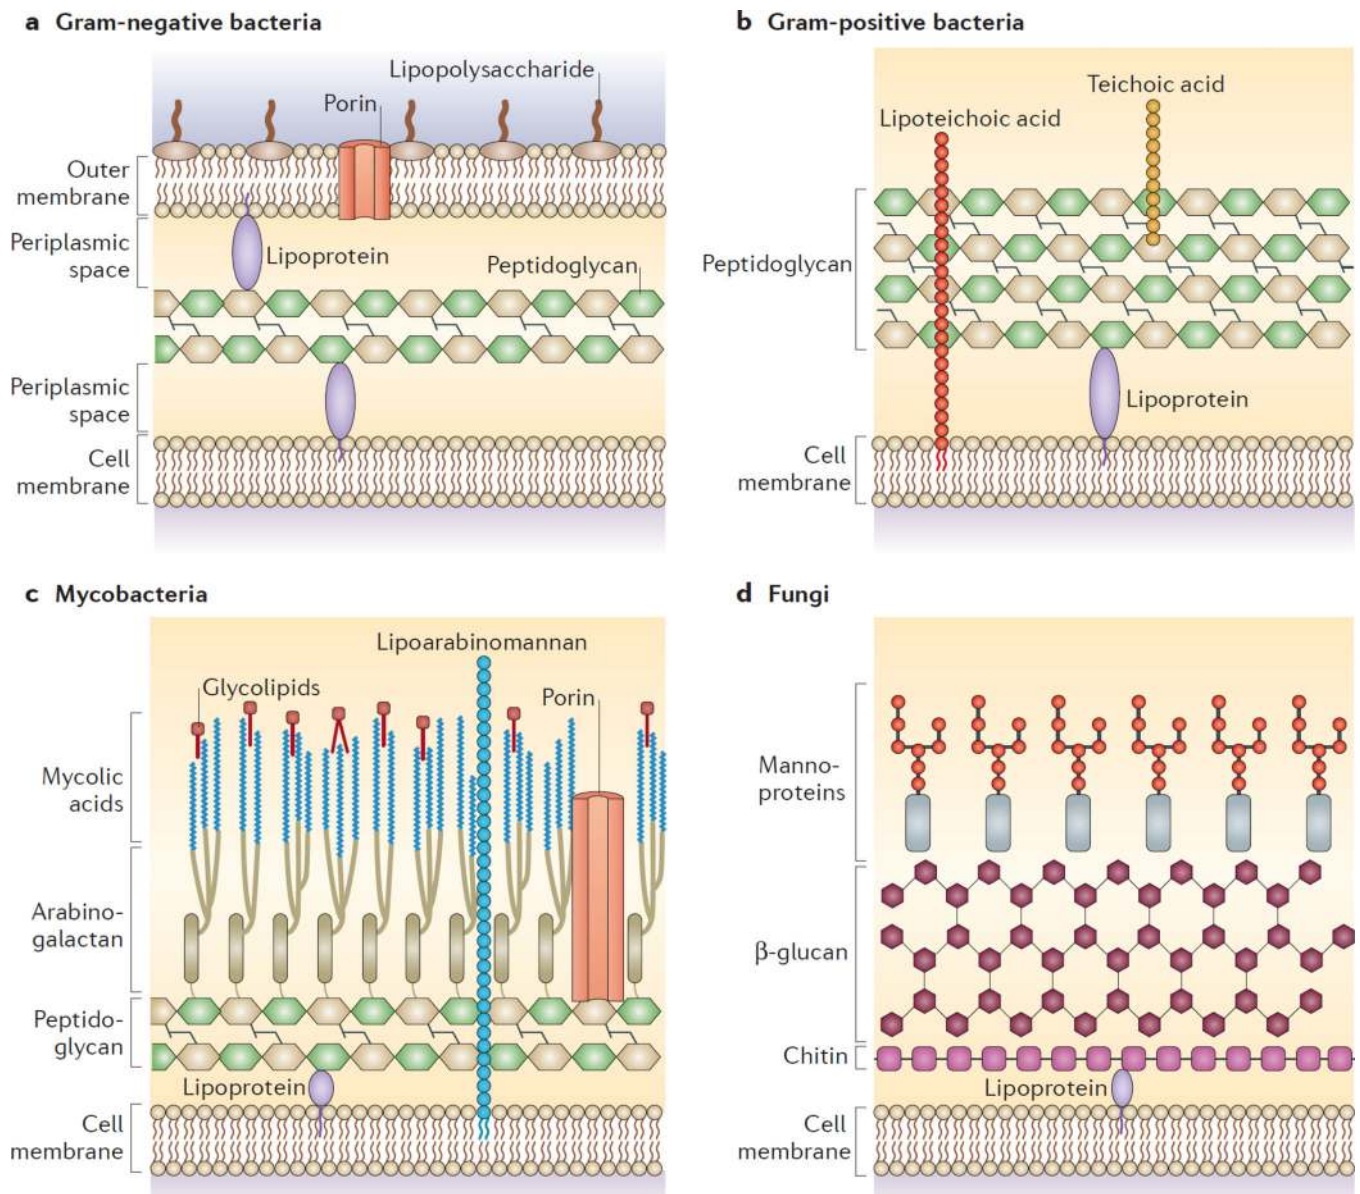 a Gram-negative bacteria
Lipopolysaccharide
Porin
Outer
membrane
Periplasmic
space
Lipoprotein
Peptidoglycan
Periplasmic
space
Cell
membrane
b Gram-positive bacteria
Teichoic acid
Lipoteichoic acid
Peptidoglycan
Lipoprotein
Cell
membrane
c Mycobacteria
Lipoarabinomannan
Glycolipids
Porin
Mycolic
acids
Arabino-
galactan
Peptido-
glycan
Lipoprotein
Cell
membrane
d Fungi
Manno-
proteins
β-glucan
Chitin
Lipoprotein
Cell
membrane